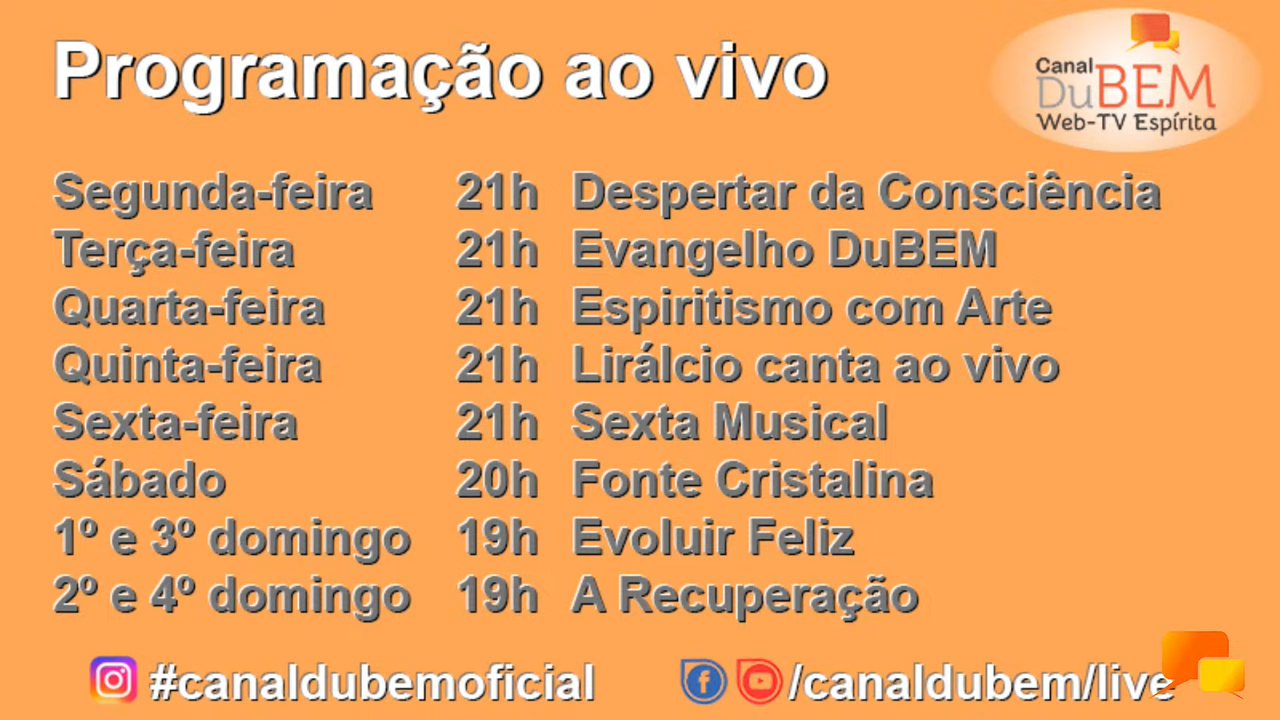 Programação ao vivo
Canal
DuBEM
Web-TV Espírita
Segunda-feira 21h Despertar da Consciência
Terça-feira 21h Evangelho DuBEM
Quarta-feira 21h Espiritismo com Arte
Quinta-feira 21h Lirálcio canta ao vivo
Sexta-feira 21h Sexta Musical
Sábado 20h Fonte Cristalina
1º e 3º domingo 19h Evoluir Feliz
2º e 4º domingo 19h A Recuperação
#canaldubemoficial /canaldubem/live